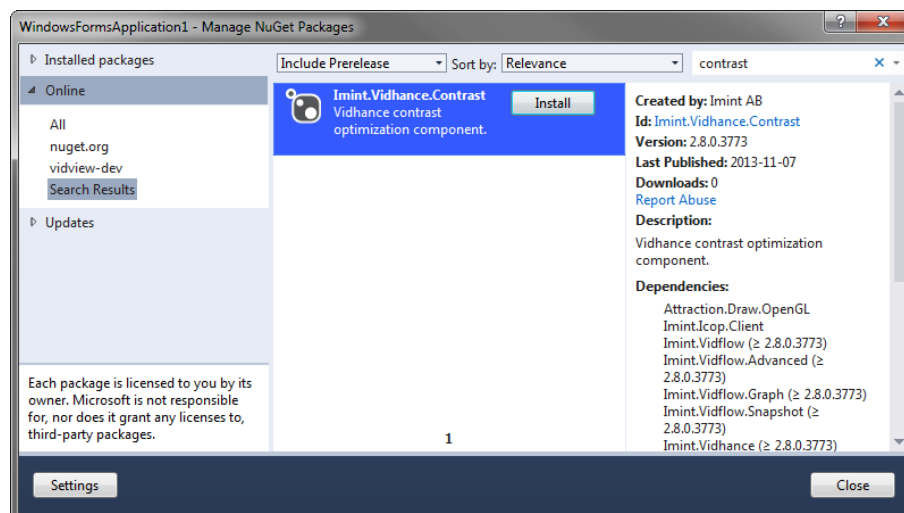 WindowsFormsApplication1 - Manage NuGet Packages
Installed packages
Online
All
nuget.org
vidview-dev
Search Results
Updates
Each package is licensed to you by its
owner. Microsoft is not responsible
for, nor does it grant any licenses to,
third-party packages.
Include Prerelease Sort by: Relevance
Imint.Vidhance.Contrast
Vidhance contrast
optimization component.
Install
1
contrast
Created by: Imint AB
Id: Imint.Vidhance.Contrast
Version: 2.8.0.3773
Last Published: 2013-11-07
Downloads: 0
Report Abuse
Description:
Vidhance contrast optimization
component.
Dependencies:
Attraction.Draw.OpenGL
Imint.Icop.Client
Imint.Vidflow (≥ 2.8.0.3773)
Imint.Vidflow.Advanced (≥
2.8.0.3773)
Imint.Vidflow.Graph (≥ 2.8.0.3773)
Imint.Vidflow.Snapshot (≥
2.8.0.3773)
Imint.Vidhance (≥ 2.8.0.3773)
Settings
Close